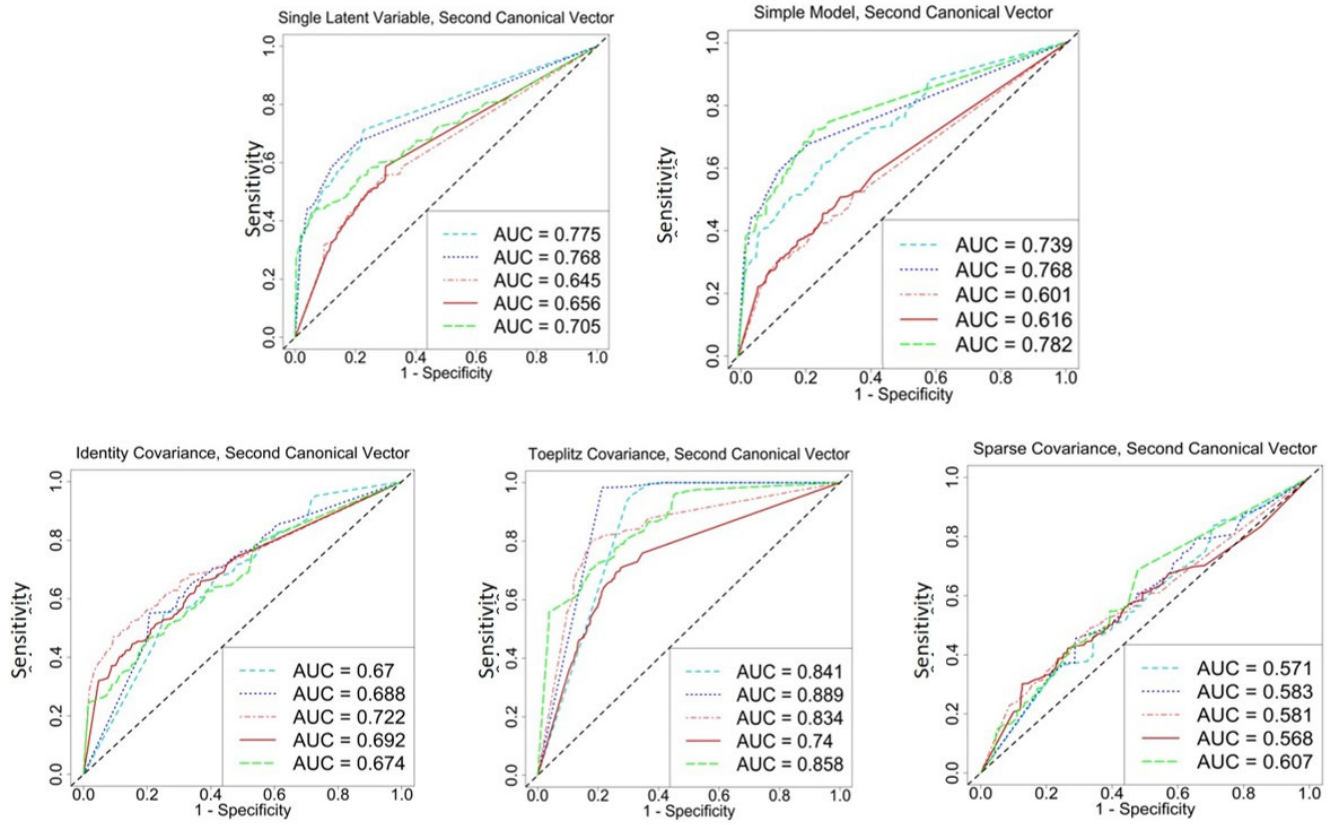 Single Latent Variable, Second Canonical Vector
Sensitivity
1.0
0.8
0.6
0.4
0.2
0.0
AUC = 0.775
AUC = 0.768
AUC = 0.645
AUC = 0.656
AUC = 0.705
0.0 0.2 0.4 0.6 0.8 1.0
1 - Specificity
Simple Model, Second Canonical Vector
Sensitivity
1.0
0.8
0.6
0.4
0.2
0.0
AUC = 0.739
AUC = 0.768
AUC = 0.601
AUC = 0.616
AUC = 0.782
0.0 0.2 0.4 0.6 0.8 1.0
1 - Specificity
Identity Covariance, Second Canonical Vector
Sensitivity
1.0
0.8
0.6
0.4
0.2
0.0
AUC = 0.67
AUC = 0.688
AUC = 0.722
AUC = 0.692
AUC = 0.674
0.0 0.2 0.4 0.6 0.8 1.0
1 - Specificity
Toeplitz Covariance, Second Canonical Vector
Sensitivity
1.0
0.8
0.6
0.4
0.2
0.0
AUC = 0.841
AUC = 0.889
AUC = 0.834
AUC = 0.74
AUC = 0.858
0.0 0.2 0.4 0.6 0.8 1.0
1 - Specificity
Sparse Covariance, Second Canonical Vector
Sensitivity
1.0
0.8
0.6
0.4
0.2
0.0
AUC = 0.571
AUC = 0.583
AUC = 0.581
AUC = 0.568
AUC = 0.607
0.0 0.2 0.4 0.6 0.8 1.0
1 - Specificity